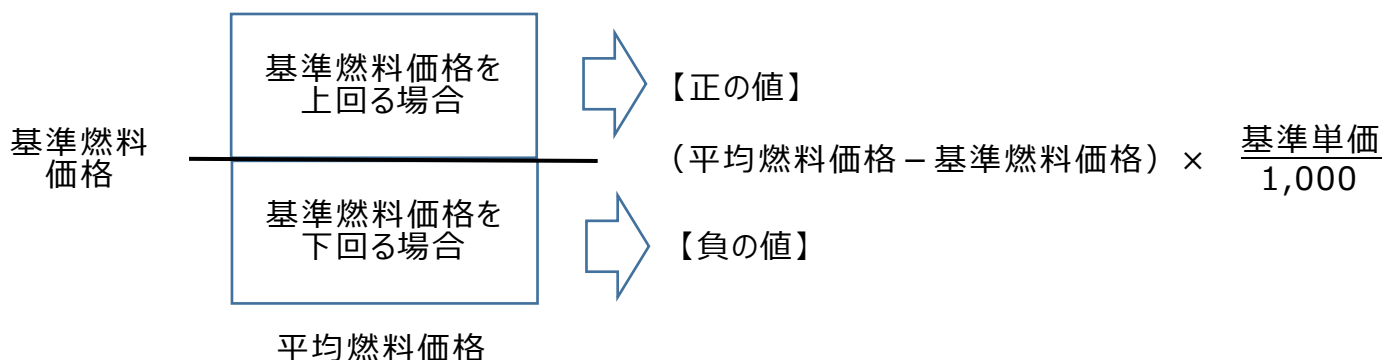 基準燃料価格を
上回る場合
【正の値】
基準燃料
価格
（平均燃料価格－基準燃料価格）× 基準単価
1,000
基準燃料価格を
下回る場合
【負の値】
平均燃料価格